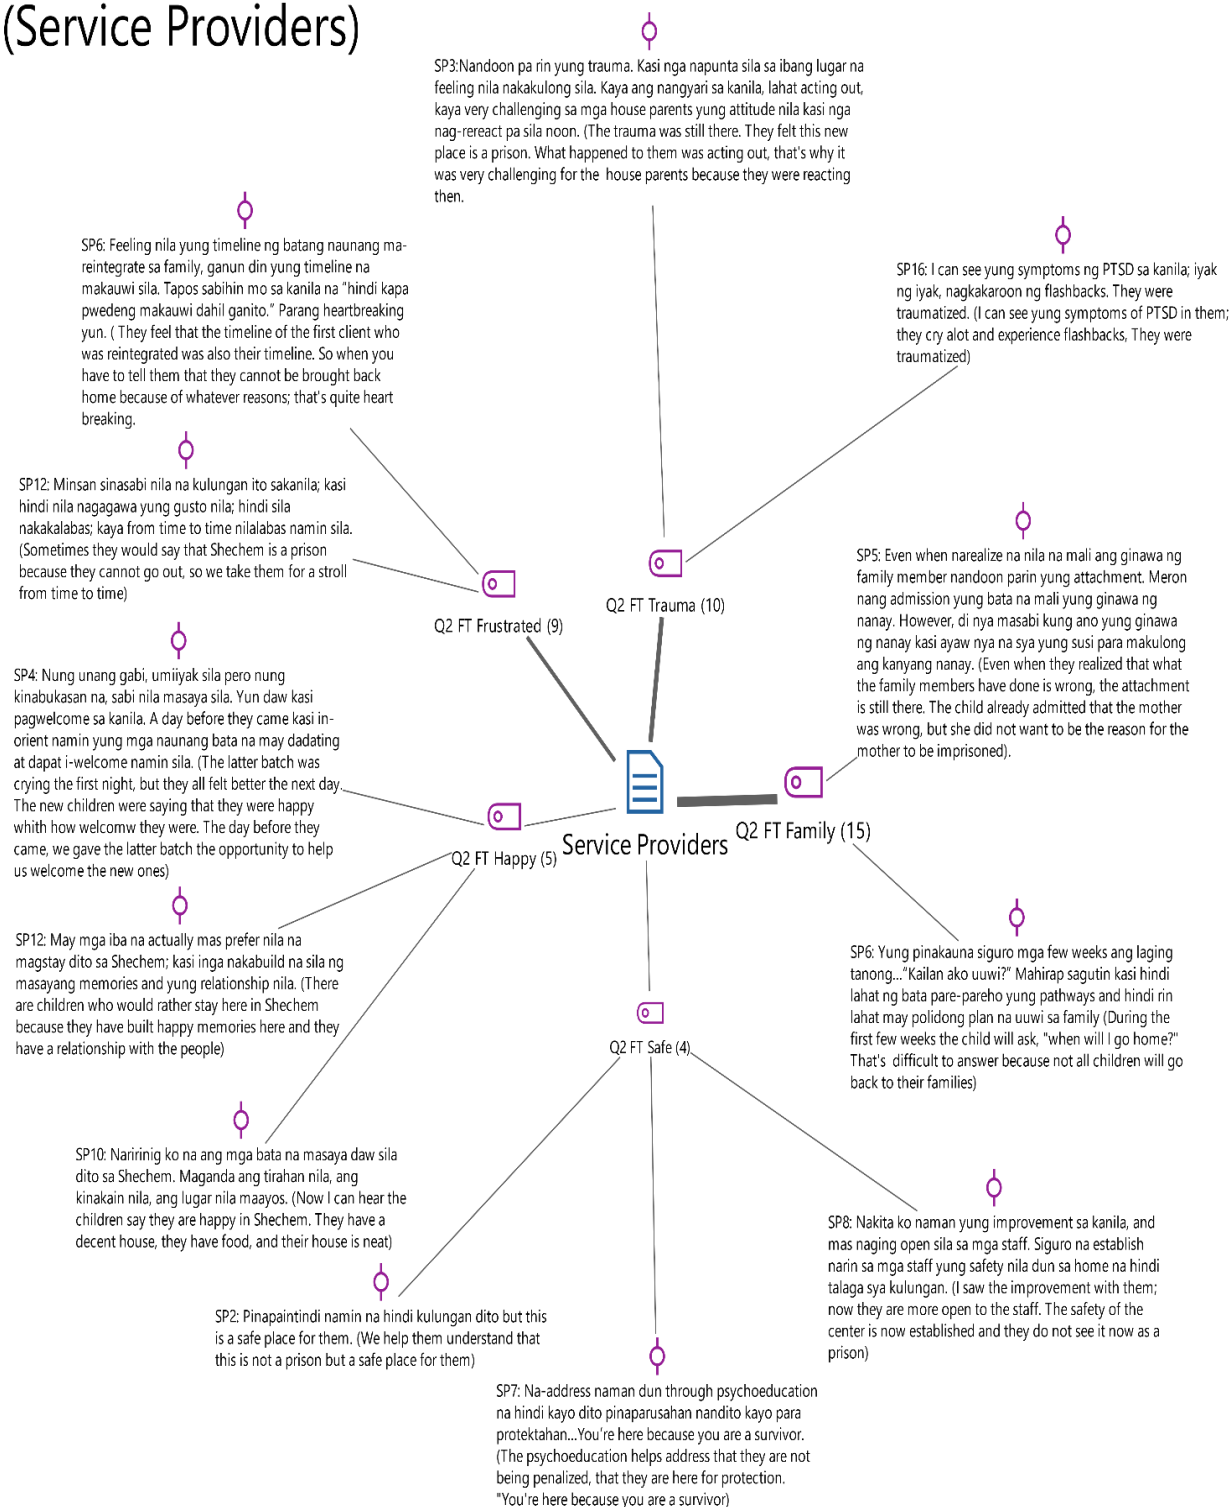 (Service Providers)
SP3:Nandoon pa rin yung trauma. Kasi nga napunta sila sa ibang lugar na
feeling nila nakakulong sila. Kaya ang nangyari sa kanila, lahat acting out,
kaya very challenging sa mga house parents yung attitude nila kasi nga
nag-rereact pa sila noon. (The trauma was still there. They felt this new
place is a prison. What happened to them was acting out, that's why it
was very challenging for the  house parents because they were reacting
then.
SP6: Feeling nila yung timeline ng batang naunang ma-
reintegrate sa family, ganun din yung timeline na
makauwi sila. Tapos sabihin mo sa kanila na "hindi kapa
pwedeng makauwi dahil ganito." Parang heartbreaking
yun. ( They feel that the timeline of the first client who
was reintegrated was also their timeline. So when you
have to tell them that they cannot be brought back
home because of whatever reasons; that's quite heart
breaking.
SP16: I can see yung symptoms ng PTSD sa kanila; iyak
ng iyak, nagkakaroon ng flashbacks. They were
traumatized. (I can see yung symptoms of PTSD in them;
they cry alot and experience flashbacks, They were
traumatized)
SP12: Minsan sinasabi nila na kulungan ito sakanila; kasi
hindi nila nagagawa yung gusto nila; hindi sila
nakakalabas; kaya from time to time nilalabas namin sila.
(Sometimes they would say that Shechem is a prison
because they cannot go out, so we take them for a stroll
from time to time)
SP5: Even when narealize na nila na mali ang ginawa ng
family member nandoon parin yung attachment. Meron
nang admission yung bata na mali yung ginawa ng
nanay. However, di nya masabi kung ano yung ginawa
ng nanay kasi ayaw nya na sya yung susi para makulong
ang kanyang nanay. (Even when they realized that what
the family members have done is wrong, the attachment
is still there. The child already admitted that the mother
was wrong, but she did not want to be the reason for the
mother to be imprisoned).
Q2 FT Trauma (10)
Q2 FT Frustrated (9)
SP4: Nung unang gabi, umiiyak sila pero nung
kinabukasan na, sabi nila masaya sila. Yun daw kasi
pagwelcome sa kanila. A day before they came kasi in-
orient namin yung mga naunang bata na may dadating
at dapat i-welcome namin sila. (The latter batch was
crying the first night, but they all felt better the next day.
The new children were saying that they were happy
whith how welcomw they were. The day before they
came, we gave the latter batch the opportunity to help
us welcome the new ones)
Q2 FT Happy (5)
Service Providers
Q2 FT Family (15)
SP12: May mga iba na actually mas prefer nila na
magstay dito sa Shechem; kasi inga nakabuild na sila ng
masayang memories and yung relationship nila. (There
are children who would rather stay here in Shechem
because they have built happy memories here and they
have a relationship with the people)
SP6: Yung pinakauna siguro mga few weeks ang laging
tanong..."Kailan ako uuwi?" Mahirap sagutin kasi hindi
lahat ng bata pare-pareho yung pathways and hindi rin
lahat may polidong plan na uuwi sa family (During the
first few weeks the child will ask, "when will I go home?"
That's  difficult to answer because not all children will go
back to their families)
Q2 FT Safe (4)
SP10: Naririnig ko na ang mga bata na masaya daw sila
dito sa Shechem. Maganda ang tirahan nila, ang
kinakain nila, ang lugar nila maayos. (Now I can hear the
children say they are happy in Shechem. They have a
decent house, they have food, and their house is neat)
SP8: Nakita ko naman yung improvement sa kanila, and
mas naging open sila sa mga staff. Siguro na establish
narin sa mga staff yung safety nila dun sa home na hindi
talaga sya kulungan. (I saw the improvement with them;
now they are more open to the staff. The safety of the
center is now established and they do not see it now as a
prison)
SP2: Pinapaintindi namin na hindi kulungan dito but this
is a safe place for them. (We help them understand that
this is not a prison but a safe place for them)
SP7: Na-address naman dun through psychoeducation
na hindi kayo dito pinaparusahan nandito kayo para
protektahan...You're here because you are a survivor.
(The psychoeducation helps address that they are not
being penalized, that they are here for protection.
"You're here because you are a survivor)